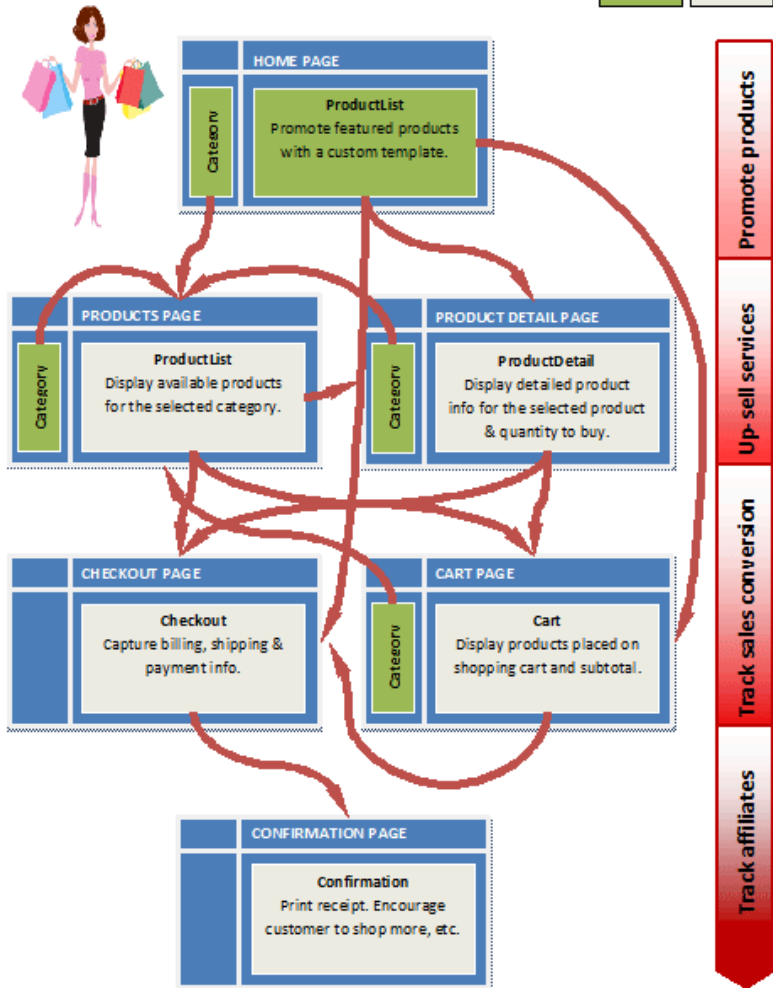 HOME PAGE
Category
ProductList
Promote featured products
with a custom template.
PRODUCTS PAGE
Category
ProductList
Display available products
for the selected category.
PRODUCT DETAIL PAGE
Category
ProductDetail
Display detailed product
info for the selected product
& quantity to buy.
CHECKOUT PAGE
Checkout
Capture billing, shipping &
payment info.
CART PAGE
Category
Cart
Display products placed on
shopping cart and subtotal.
CONFIRMATION PAGE
Confirmation
Print receipt. Encourage
customer to shop more, etc.
Promote products
Up-sell services
Track sales conversion
Track affiliates